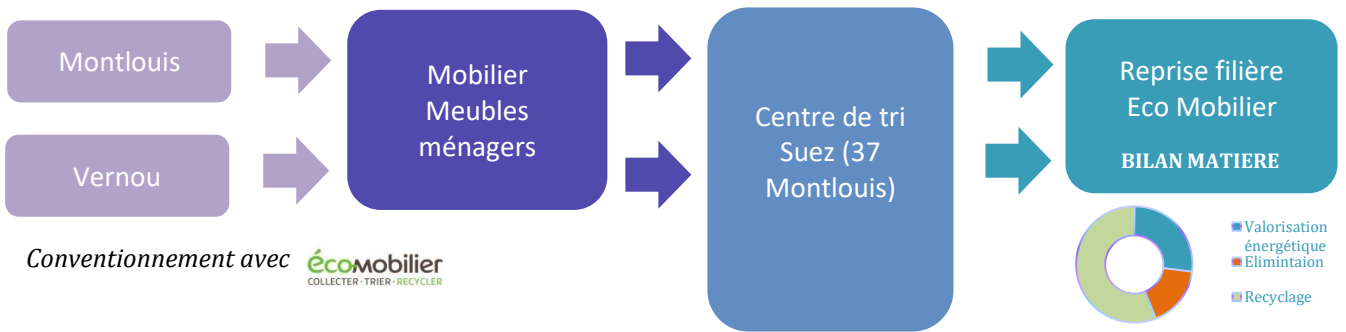 Montlouis
Vernou
Mobilier
Meubles
ménagers
Centre de tri
Suez (37
Montlouis)
Reprise filière
Eco Mobilier
BILAN MATIERE
Conventionnement avec
écomobilier
COLLECTER·TRIER·RECYCLER
Valorisation
énergétique
Elimintaion
Recyclage